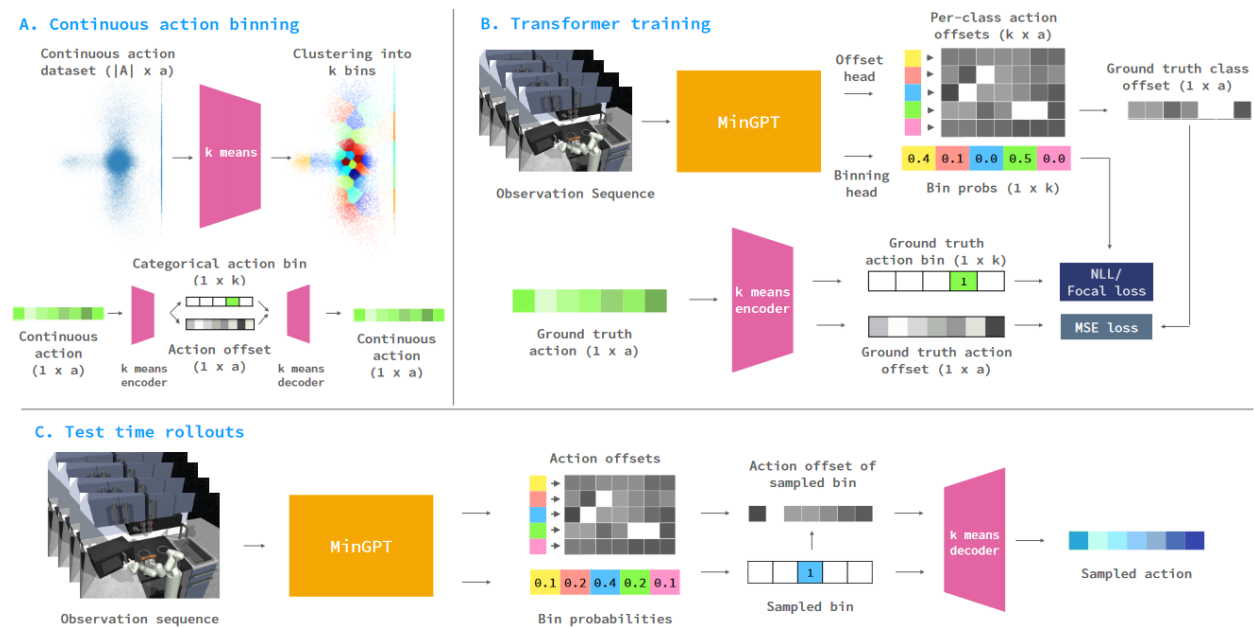 A. Continuous action binning
Continuous action
dataset (|A| x a)
Clustering into
k bins
k means
Categorical action bin
(1 x k)
Continuous
action
(1 x a)
Action offset
(1 x a)
k means
encoder
k means
decoder
Continuous
action
(1 x a)
B. Transformer training
Observation Sequence
MinGPT
Offset
head
Binning
head
Per-class action
offsets (k x a)
0.4 0.1 0.0 0.5 0.0
Bin probs (1 x k)
Ground truth class
offset (1 x a)
Ground truth
action (1 x a)
k means
encoder
Ground truth
action bin (1 x k)
1
Ground truth action
offset (1 x a)
NLL/
Focal loss
MSE loss
C. Test time rollouts
Observation sequence
MinGPT
Action offsets
0.1 0.2 0.4 0.2 0.1
Bin probabilities
Action offset of
sampled bin
1
Sampled bin
k means
decoder
Sampled action